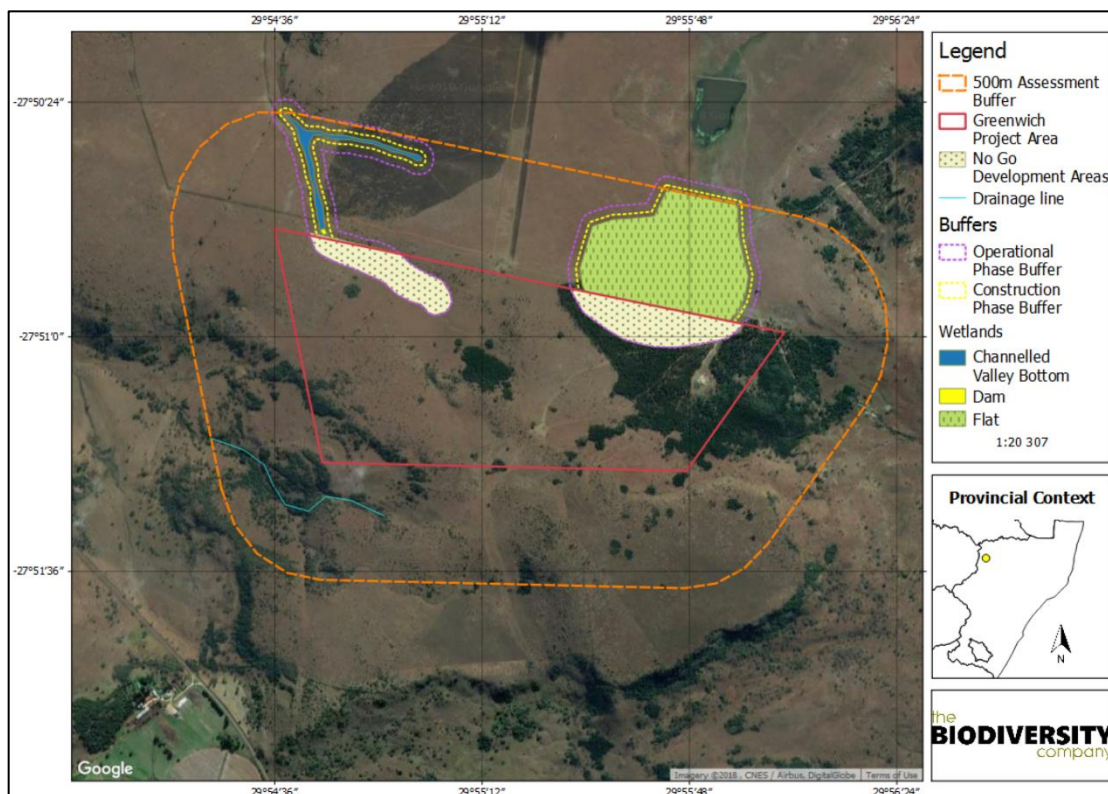 29°54'36" 29°55'12" 29°55'48" 29°56'24"
-27°50'24"
-27°51'0"
-27°51'36"
Google
Imagery ©2018 , CNES / Airbus, DigitalGlobe Terms of Use
29°54'36" 29°55'12" 29°55'48" 29°56'24"
Legend
500m Assessment
Buffer
Greenwich
Project Area
No Go
Development Areas
Drainage line
Buffers
Operational
Phase Buffer
Construction
Phase Buffer
Wetlands
Channelled
Valley Bottom
Dam
Flat
1:20 307
Provincial Context
N
the
BIODIVERSITY
company